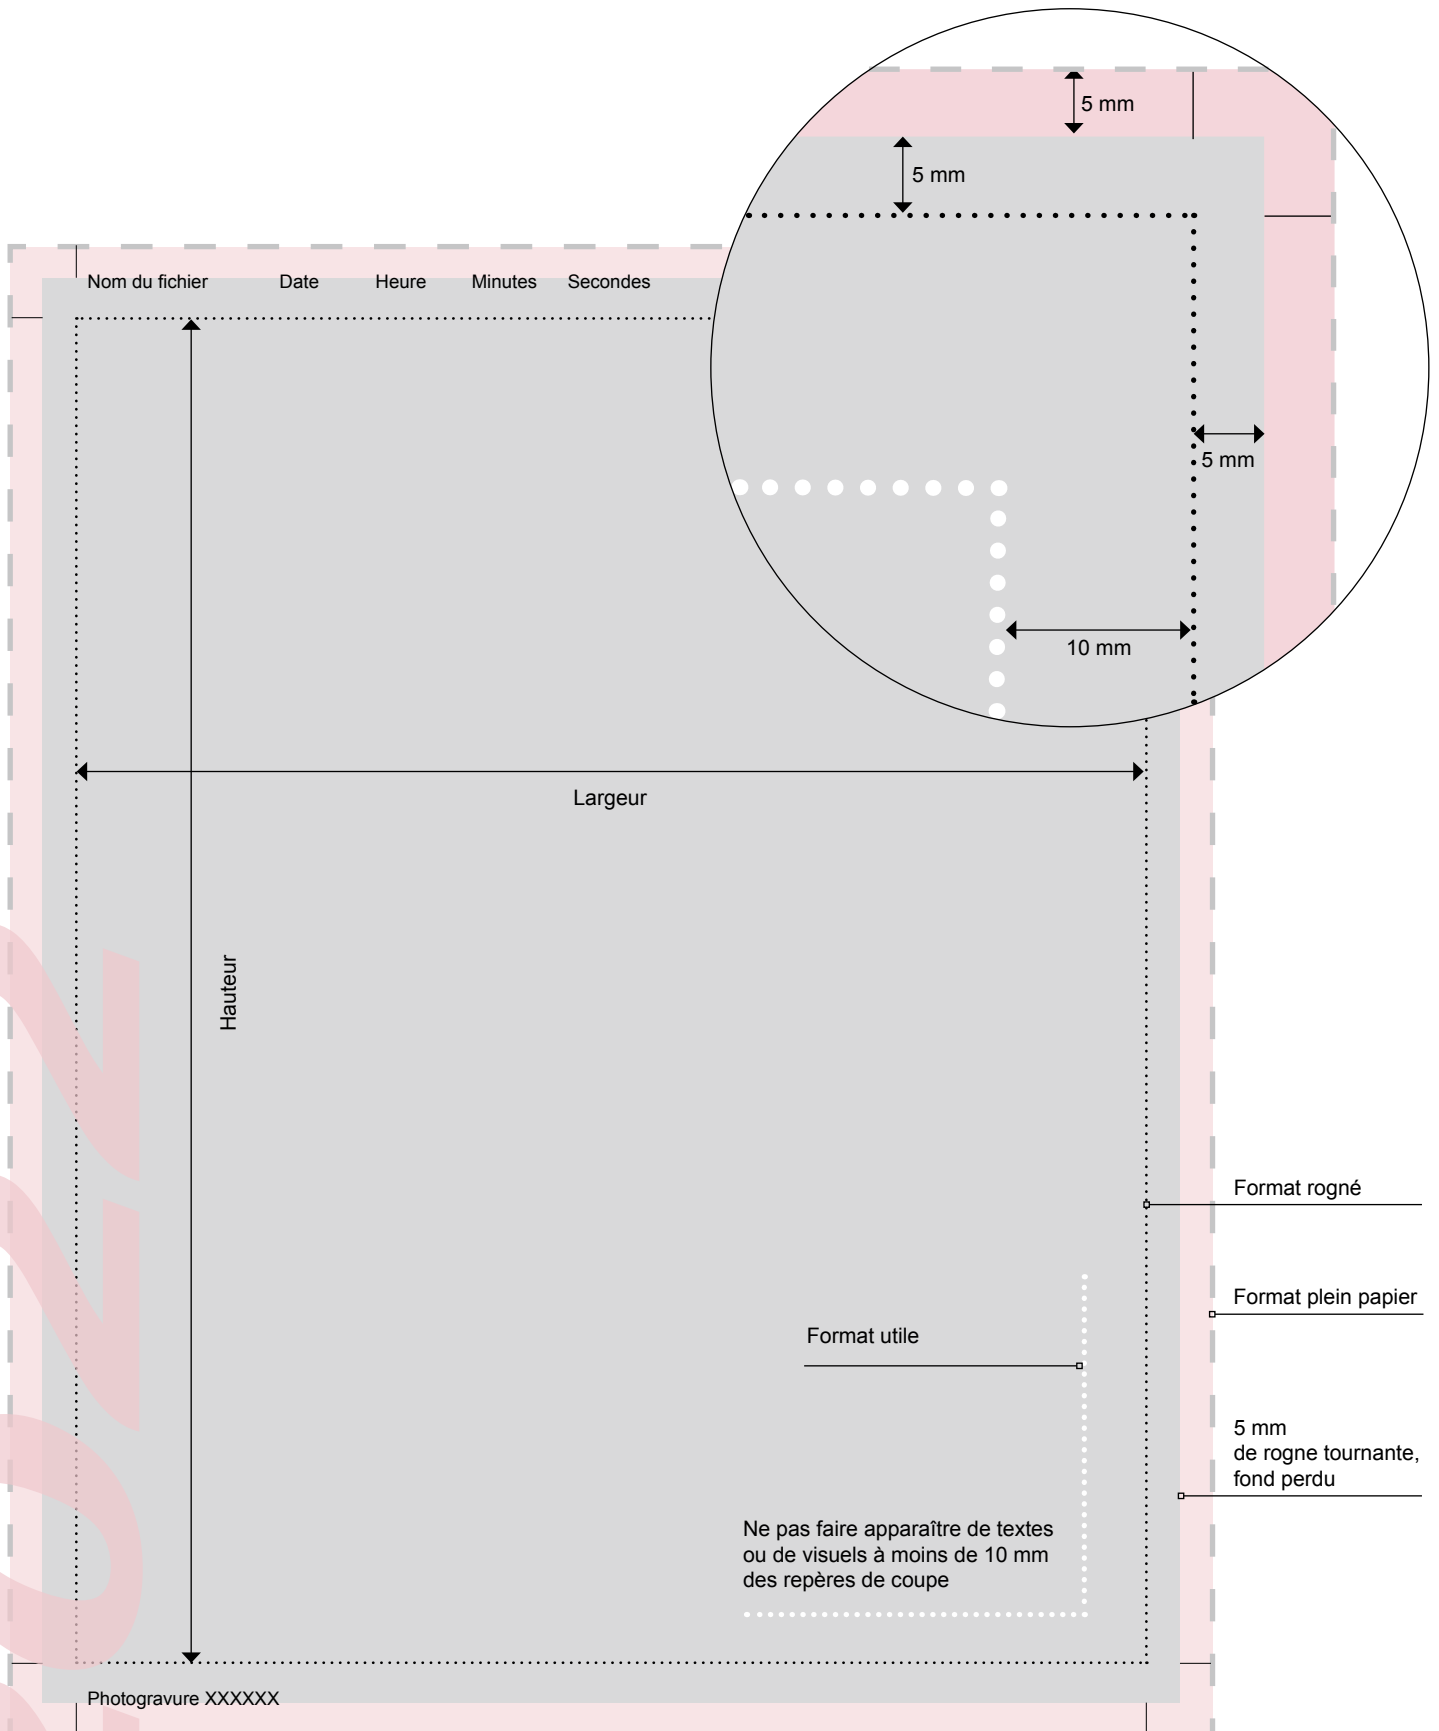 5 mm
5 mm
Nom du fichier Date Heure Minutes Secondes
5 mm
10 mm
Largeur
Hauteur
Format rogné
Format plein papier
Format utile
5 mm
de rogne tournante,
fond perdu
Ne pas faire apparaître de textes
ou de visuels à moins de 10 mm
des repères de coupe
Photogravure XXXXXX